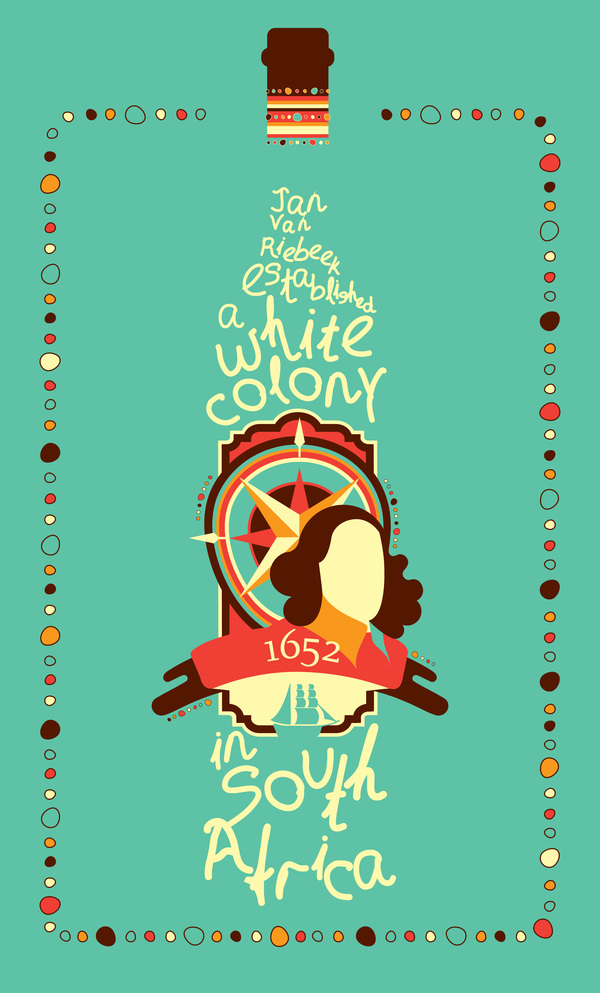 Jan
Van
Riebeek
established
a
white
colony
1652
in
South
Africa